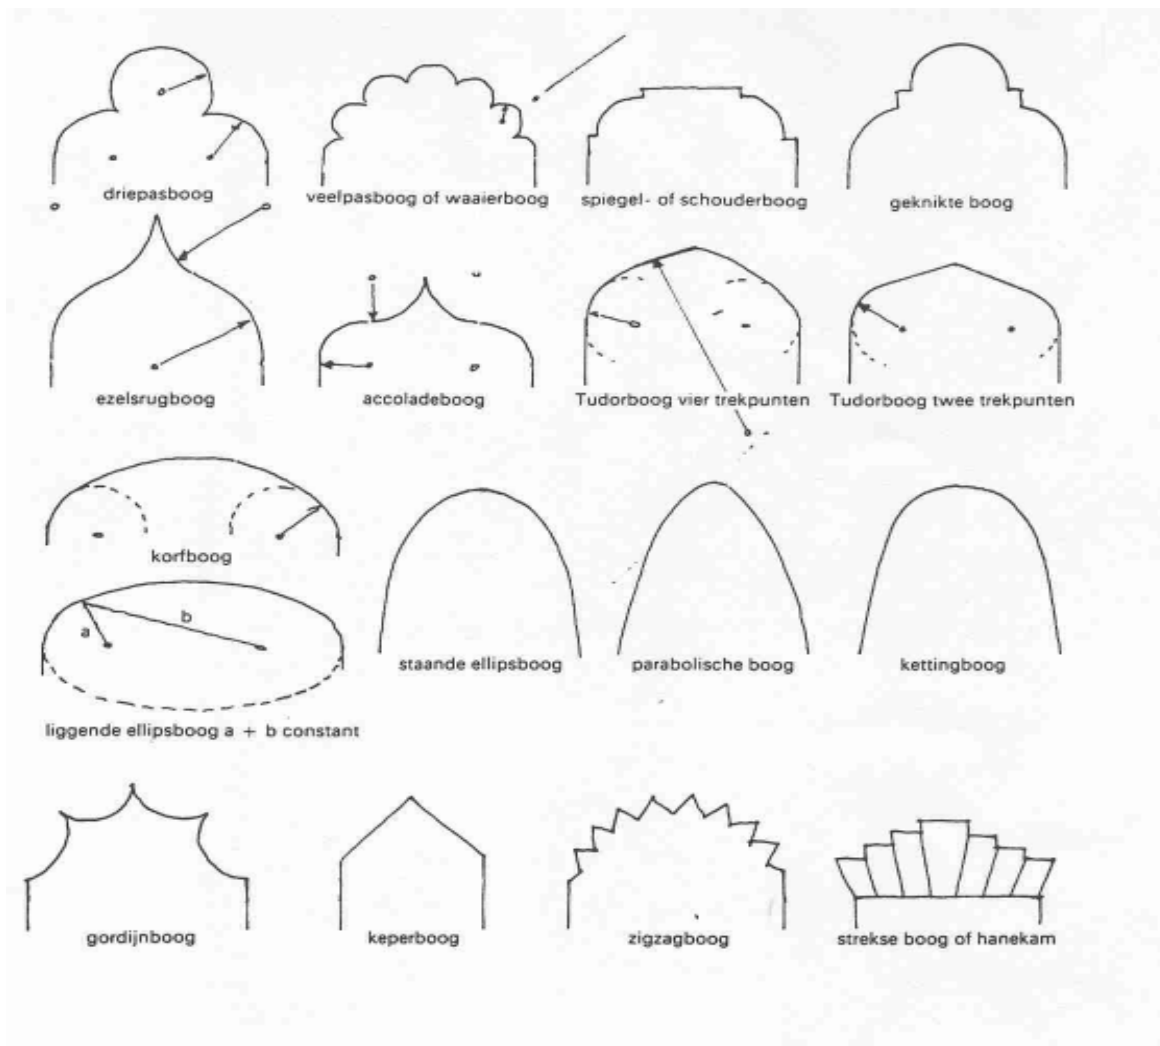 driepasboog
veelpasboog of waaierboog
spiegel- of schouderboog
geknikte boog
ezelsrugboog
accoladeboog
Tudorboog vier trekpunten
Tudorboog twee trekpunten
korfboog
a
b
staande ellipsboog
parabolische boog
kettingboog
liggende ellipsboog a + b constant
gordijnboog
keperboog
zigzagboog
strekse boog of hanekam